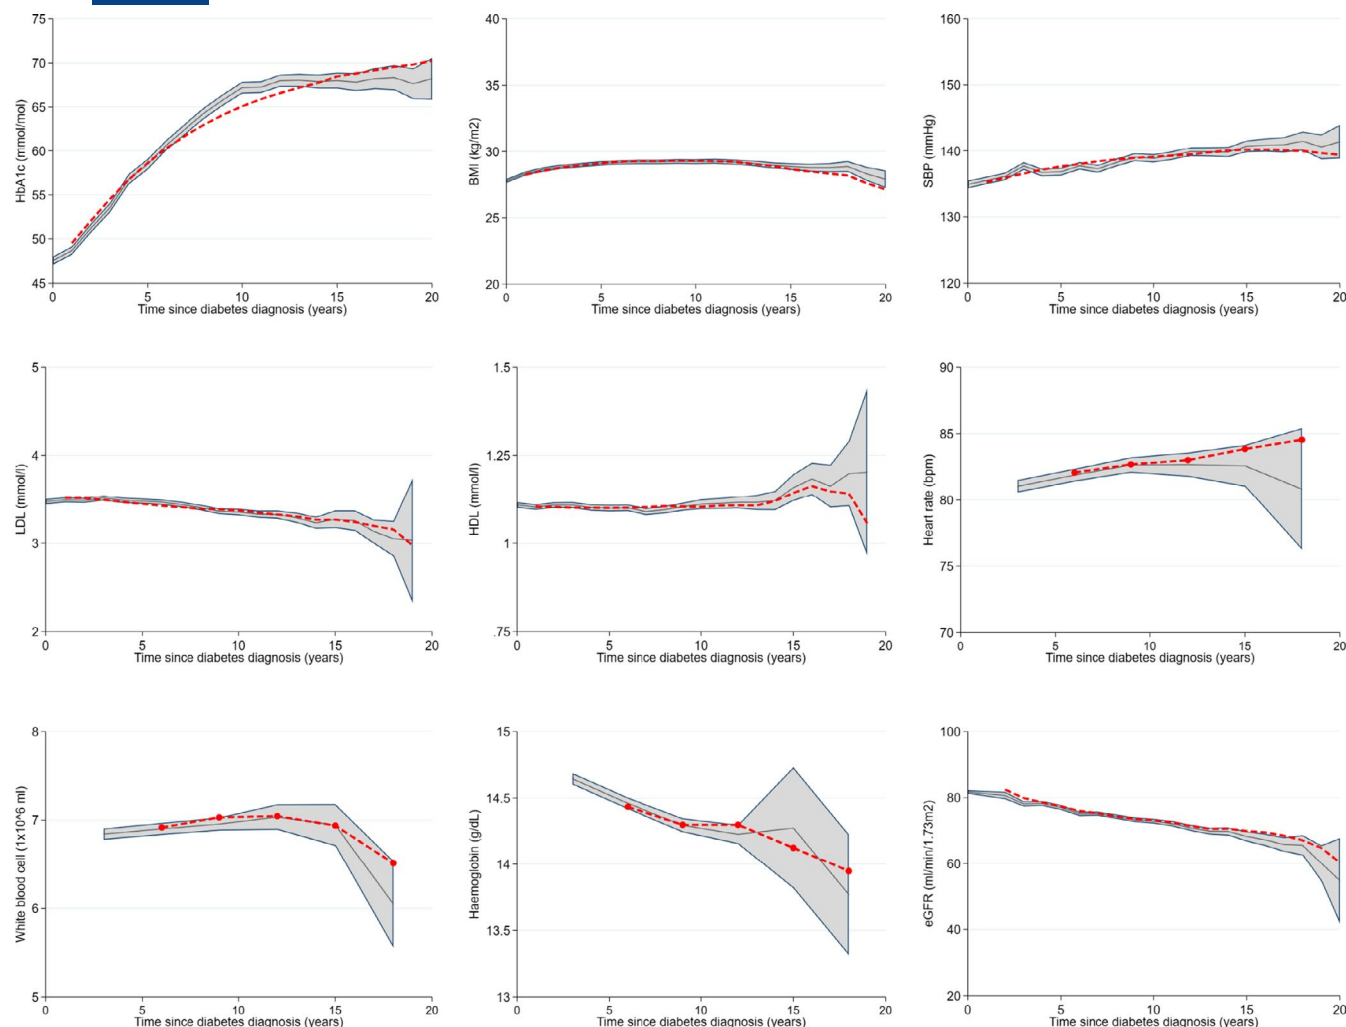 HbA1c (mmol/mol)
75
70
65
60
55
50
45
0 5 10 15 20
Time since diabetes diagnosis (years)
BMI (kg/m2)
40
35
30
25
20
0 5 10 15 20
Time since diabetes diagnosis (years)
SBP (mmHg)
160
150
140
130
120
0 5 10 15 20
Time since diabetes diagnosis (years)
LDL (mmol/l)
5
4
3
2
0 5 10 15 20
Time since diabetes diagnosis (years)
HDL (mmol/l)
1.5
1.25
1
.75
0 5 10 15 20
Time since diabetes diagnosis (years)
Heart rate (bpm)
90
85
80
75
70
0 5 10 15 20
Time since diabetes diagnosis (years)
White blood cell (1x10^6 ml)
8
7
6
5
0 5 10 15 20
Time since diabetes diagnosis (years)
Haemoglobin (g/dL)
15
14.5
14
13.5
13
0 5 10 15 20
Time since diabetes diagnosis (years)
eGFR (ml/min/1.73m2)
100
80
60
40
20
0 5 10 15 20
Time since diabetes diagnosis (years)